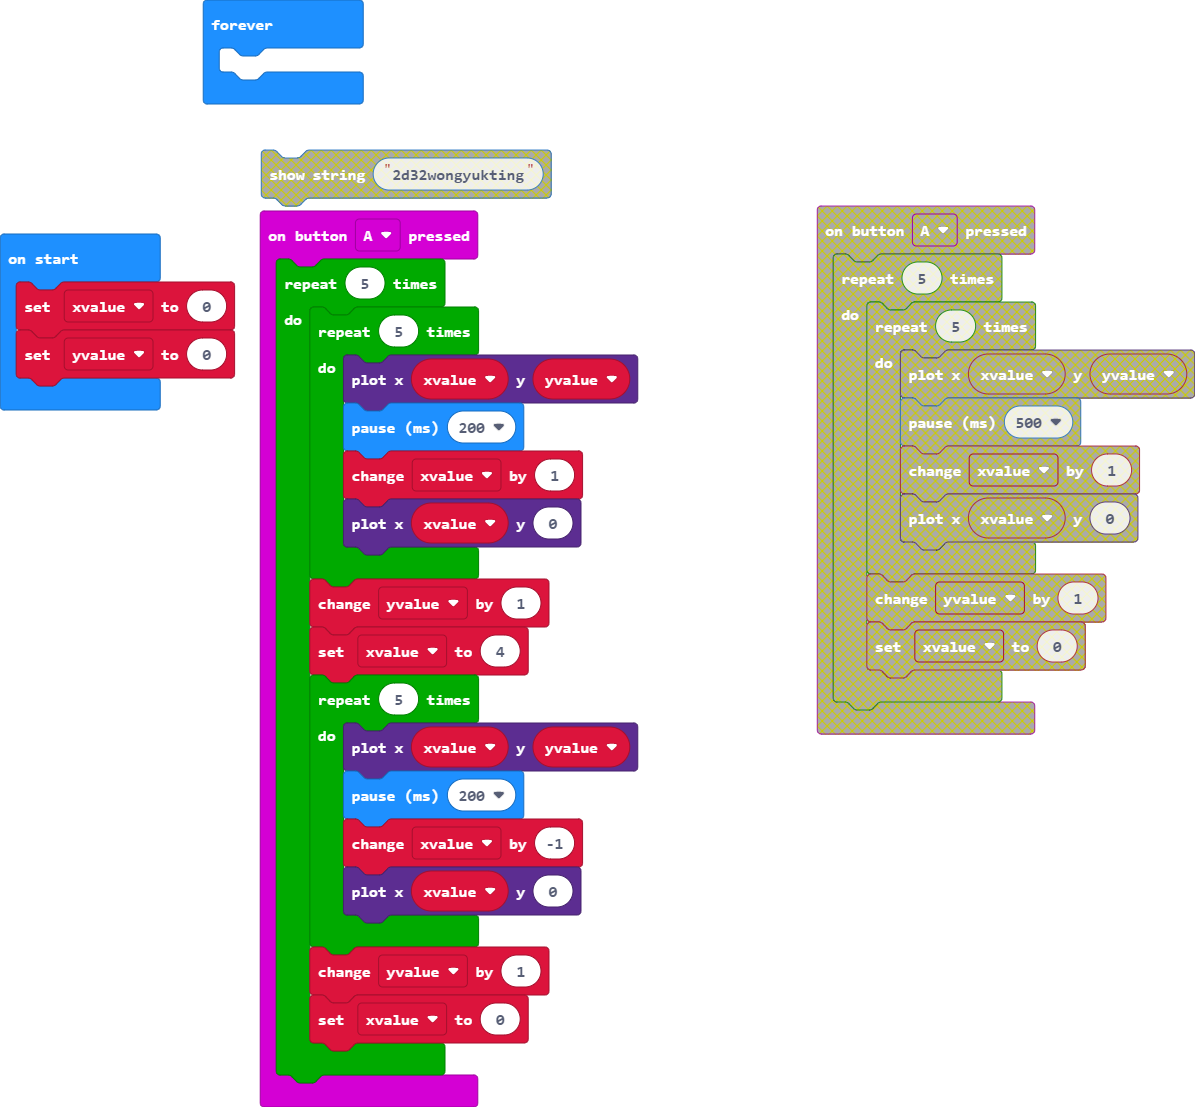 forever
show string "2d32wongyukting"
on start
set xvalue to 0
set yvalue to 0
on button A pressed
repeat 5 times
do
repeat 5 times
do
plot x xvalue y yvalue
pause (ms) 200
change xvalue by 1
plot x xvalue y 0
change yvalue by 1
set xvalue to 4
repeat 5 times
do
plot x xvalue y yvalue
pause (ms) 200
change xvalue by -1
plot x xvalue y 0
change yvalue by 1
set xvalue to 0
on button A pressed
repeat 5 times
do
repeat 5 times
do
plot x xvalue y yvalue
pause (ms) 500
change xvalue by 1
plot x xvalue y 0
change yvalue by 1
set xvalue to 0